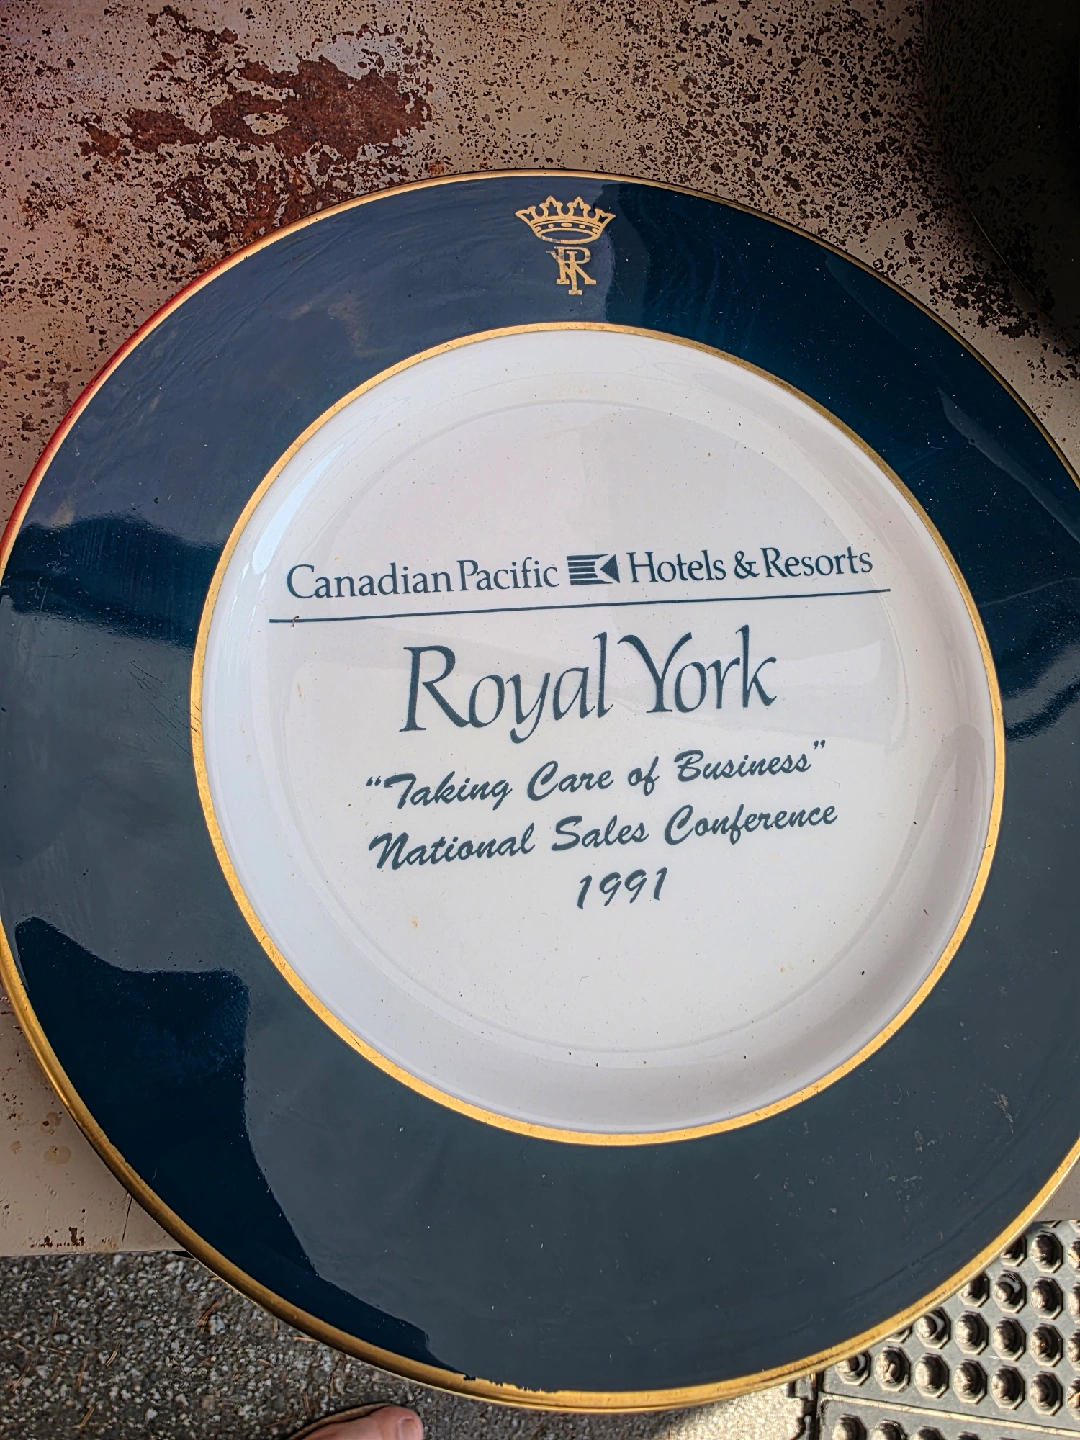 Canadian Pacific Hotels & Resorts
Royal York
"Taking Care of Business"
National Sales Conference
1991